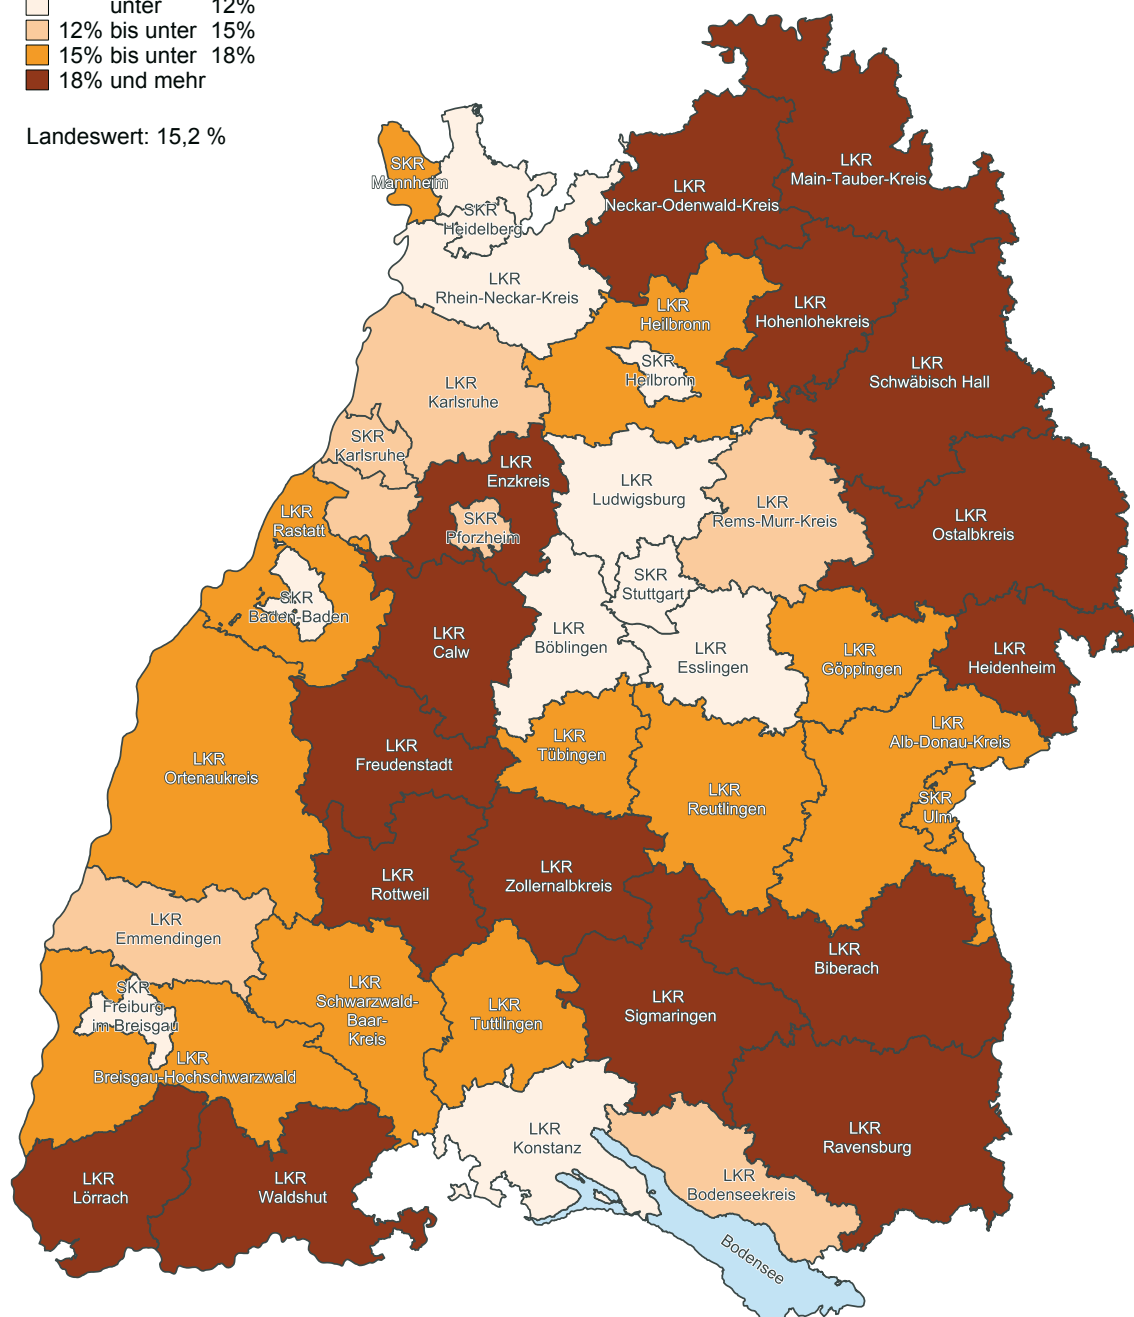 unter 12%
12% bis unter 15%
15% bis unter 18%
18% und mehr
Landeswert: 15,2 %
SKR
Mannheim
LKR
Main-Tauber-Kreis
LKR
Neckar-Odenwald-Kreis
SKR
Heidelberg
LKR
Rhein-Neckar-Kreis
LKR
Heilbronn
LKR
Hohenlohekreis
SKR
Heilbronn
LKR
Schwäbisch Hall
LKR
Karlsruhe
SKR
Karlsruhe
LKR
Enzkreis
LKR
Ludwigsburg
LKR
Rems-Murr-Kreis
LKR
Ostalbkreis
LKR
Rastatt
SKR
Pforzheim
SKR
Stuttgart
SKR
Baden-Baden
LKR
Calw
LKR
Böblingen
LKR
Esslingen
LKR
Göppingen
LKR
Heidenheim
LKR
Alb-Donau-Kreis
LKR
Ortenaukreis
LKR
Freudenstadt
LKR
Tübingen
LKR
Reutlingen
SKR
Ulm
LKR
Rottweil
LKR
Zollernalbkreis
LKR
Emmendingen
LKR
Biberach
SKR
Freiburg
im Breisgau
LKR
Schwarzwald-
Baar-
Kreis
LKR
Tuttlingen
LKR
Sigmaringen
LKR
Breisgau-Hochschwarzwald
LKR
Konstanz
LKR
Ravensburg
LKR
Lörrach
LKR
Waldshut
LKR
Bodenseekreis
Bodensee